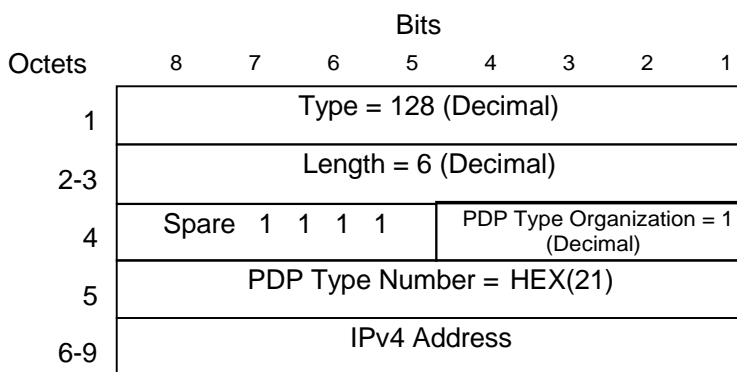 Bits
Octets 8 7 6 5 4 3 2 1
1 Type = 128 (Decimal)
2-3 Length = 6 (Decimal)
4 Spare 1 1 1 1 PDP Type Organization = 1
(Decimal)
5 PDP Type Number = HEX(21)
6-9 IPv4 Address